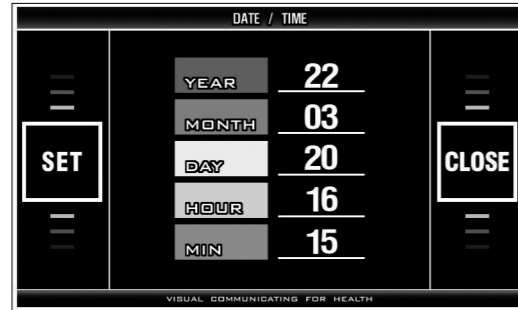 DATE / TIME
YEAR 22
MONTH 03
SET DAY 20 CLOSE
HOUR 16
MIN 15
VISUAL COMMUNICATING FOR HEALTH